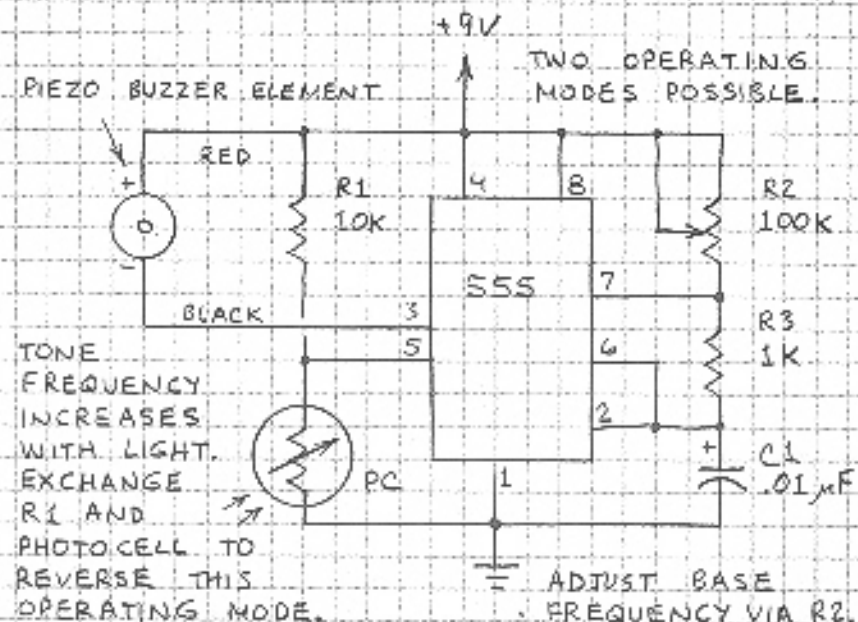 +9V
TWO OPERATING
MODES POSSIBLE.
PIEZO BUZZER ELEMENT
RED
+
-
R1
10K
4
8
R2
100K
555
7
BLACK
3
5
6
2
R3
1K
TONE
FREQUENCY
INCREASES
WITH LIGHT.
EXCHANGE
R1 AND
PHOTOCELL TO
REVERSE THIS
OPERATING MODE.
PC
1
+
C1
.01μF
ADJUST BASE
FREQUENCY VIA R2.